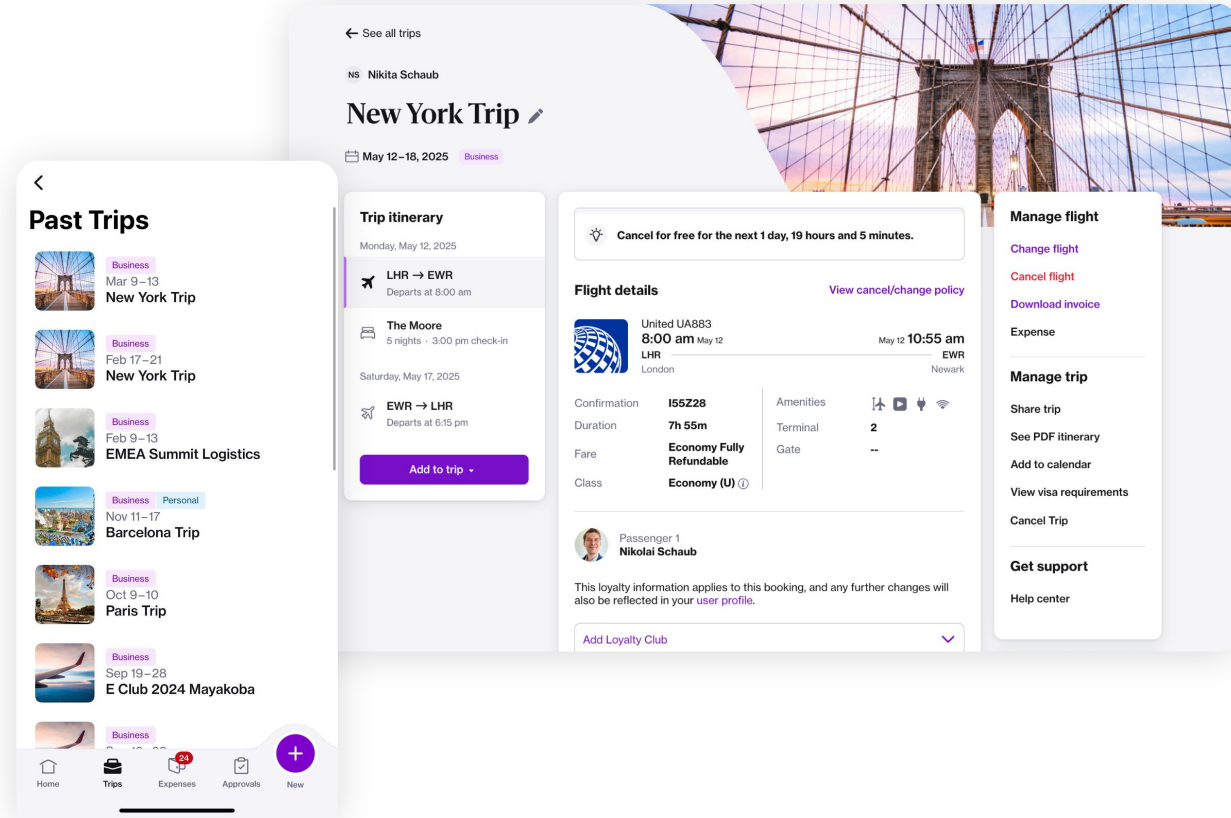 ← See all trips
NS Nikita Schaub
New York Trip
May 12–18, 2025 Business
Past Trips
Business
Mar 9–13
New York Trip
Business
Feb 17–21
New York Trip
Business
Feb 9–13
EMEA Summit Logistics
Business Personal
Nov 11–17
Barcelona Trip
Business
Oct 9–10
Paris Trip
Business
Sep 19–28
E Club 2024 Mayakoba
Business
Home
Trips
24
Expenses
Approvals
New
Trip itinerary
Monday, May 12, 2025
LHR → EWR
Departs at 8:00 am
The Moore
5 nights · 3:00 pm check-in
Saturday, May 17, 2025
EWR → LHR
Departs at 6:15 pm
Add to trip
Cancel for free for the next 1 day, 19 hours and 5 minutes.
Flight details View cancel/change policy
United UA883
8:00 am May 12 May 12 10:55 am
LHR EWR
London Newark
Confirmation I55Z28
Duration 7h 55m
Fare Economy Fully
Refundable
Class Economy (U)
Amenities
Terminal 2
Gate --
Passenger 1
Nikolai Schaub
This loyalty information applies to this booking, and any further changes will
also be reflected in your user profile.
Add Loyalty Club
Manage flight
Change flight
Cancel flight
Download invoice
Expense
Manage trip
Share trip
See PDF itinerary
Add to calendar
View visa requirements
Cancel Trip
Get support
Help center